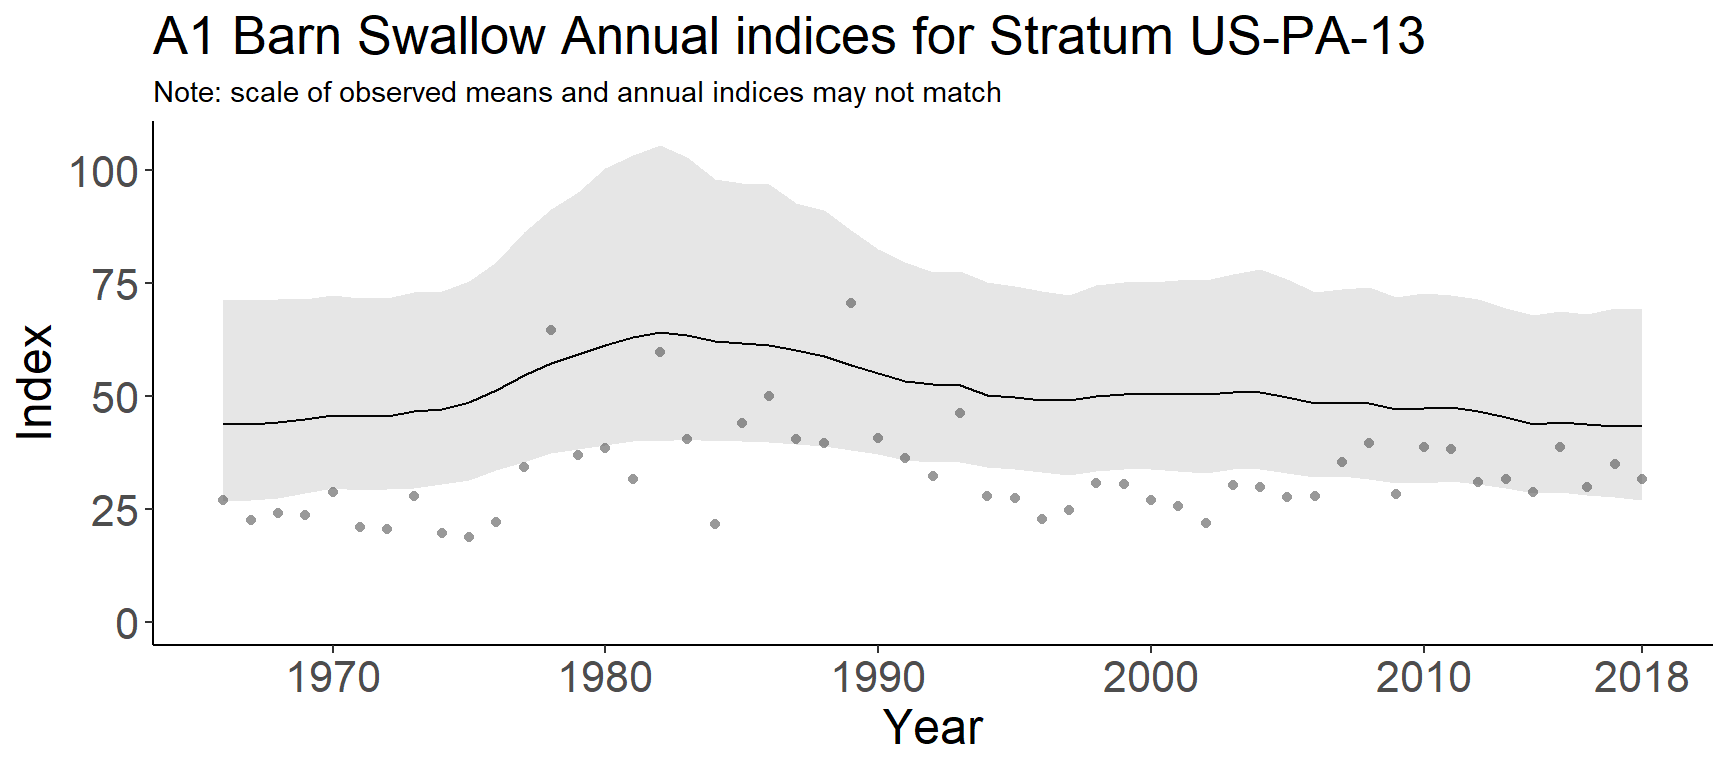 A1 Barn Swallow Annual indices for Stratum US-PA-13
Note: scale of observed means and annual indices may not match
100
75
50
25
0
Index
1970 1980 1990 2000 2010 2018
Year